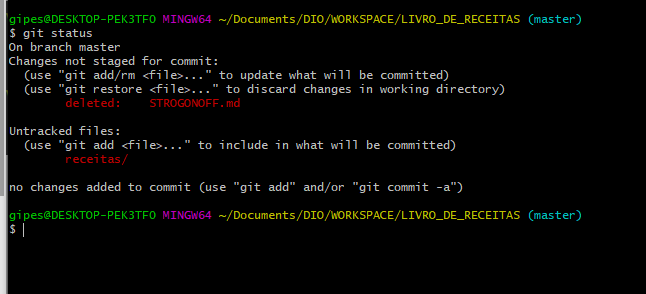 gipes@DESKTOP-PEK3TFO MINGW64 ~/Documents/DIO/WORKSPACE/LIVRO_DE_RECEITAS (master)
$ git status
On branch master
Changes not staged for commit:
  (use "git add/rm <file>..." to update what will be committed)
  (use "git restore <file>..." to discard changes in working directory)
        deleted:    STROGONOFF.md

Untracked files:
  (use "git add <file>..." to include in what will be committed)
        receitas/

no changes added to commit (use "git add" and/or "git commit -a")

gipes@DESKTOP-PEK3TFO MINGW64 ~/Documents/DIO/WORKSPACE/LIVRO_DE_RECEITAS (master)
$